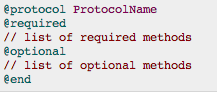 @protocol ProtocolName
@required
// list of required methods
@optional
// list of optional methods
@end